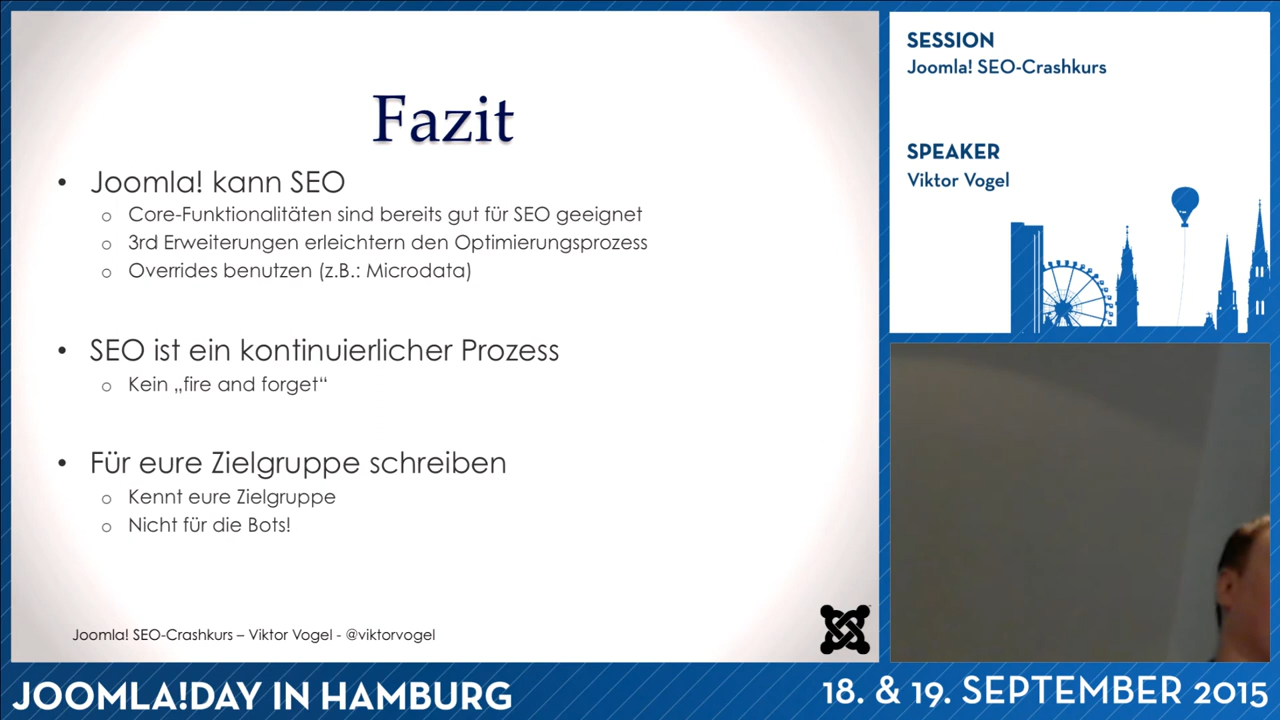 Fazit
• Joomla! kann SEO
o Core-Funktionalitäten sind bereits gut für SEO geeignet
o 3rd Erweiterungen erleichtern den Optimierungsprozess
o Overrides benutzen (z.B.: Microdata)
• SEO ist ein kontinuierlicher Prozess
o Kein „fire and forget“
• Für eure Zielgruppe schreiben
o Kennt eure Zielgruppe
o Nicht für die Bots!
Joomla! SEO-Crashkurs – Viktor Vogel - @viktorvogel
SESSION
Joomla! SEO-Crashkurs
SPEAKER
Viktor Vogel
JOOMLA!DAY IN HAMBURG
18. & 19. SEPTEMBER 2015